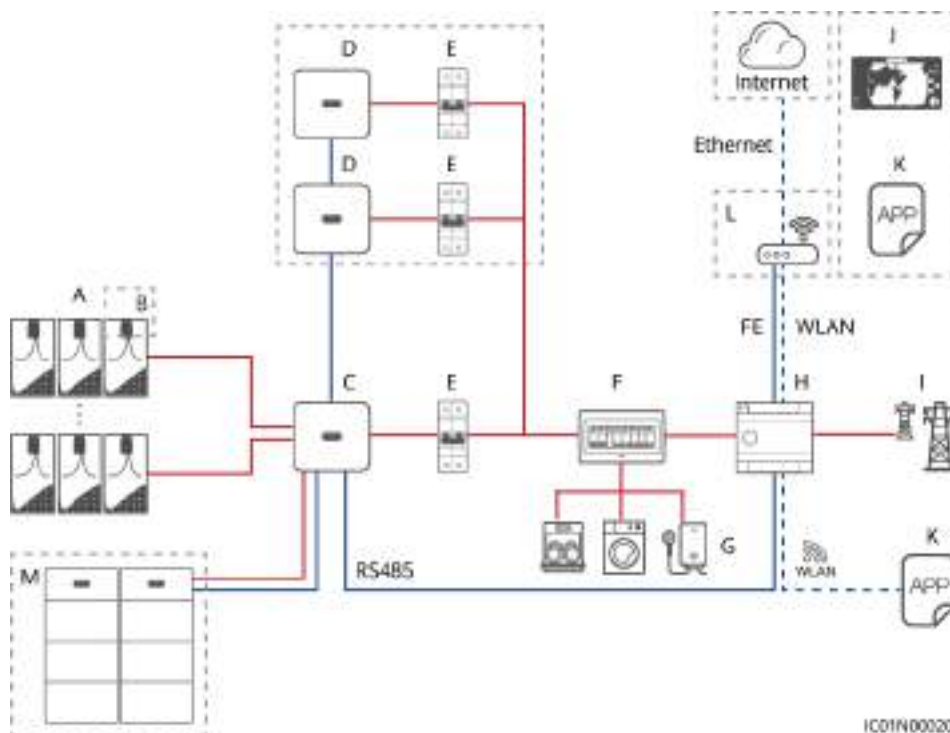 D E
J
Internet
Ethernet
D E
K
APP
L
A B
FE WLAN
C E F H I
G
K
M
RS485
WLAN
APP
IC01N00020